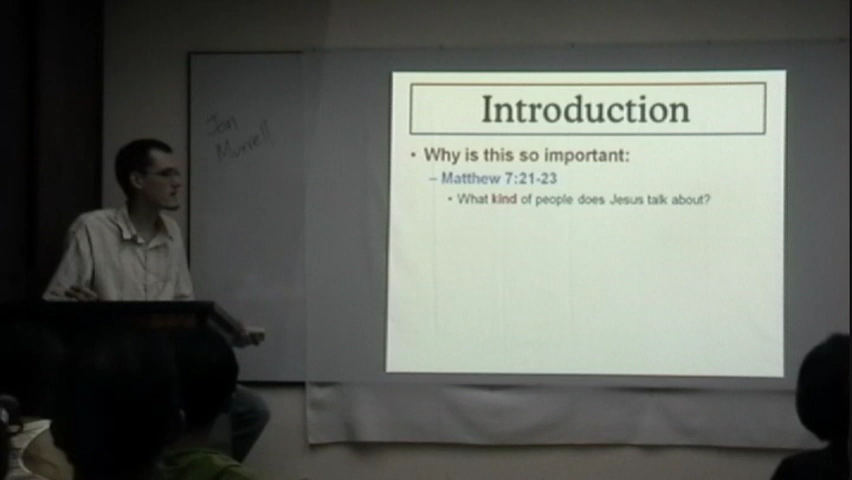 Jon
Murrell
Introduction
• Why is this so important:
– Matthew 7:21-23
• What kind of people does Jesus talk about?